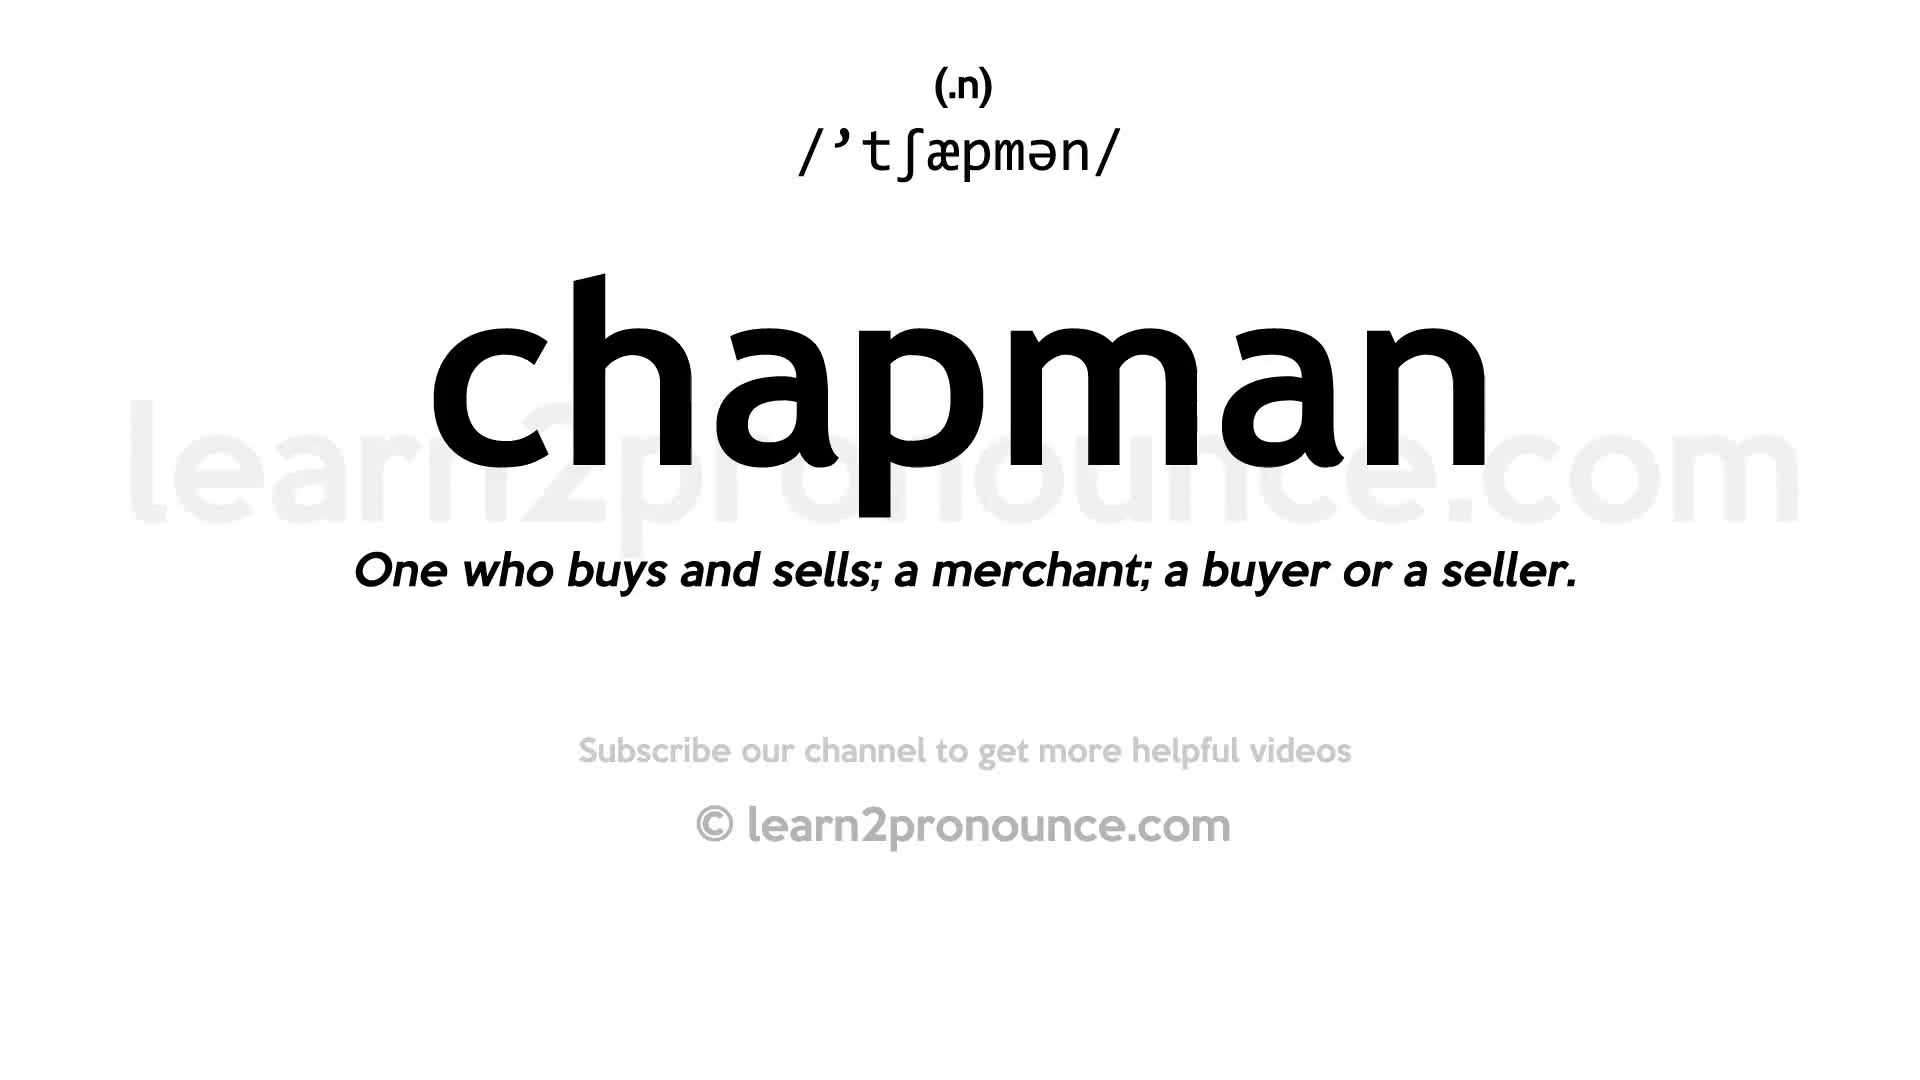 (.n)
/’tʃæpmən/
chapman
learn2pronounce.com
One who buys and sells; a merchant; a buyer or a seller.
Subscribe our channel to get more helpful videos
© learn2pronounce.com